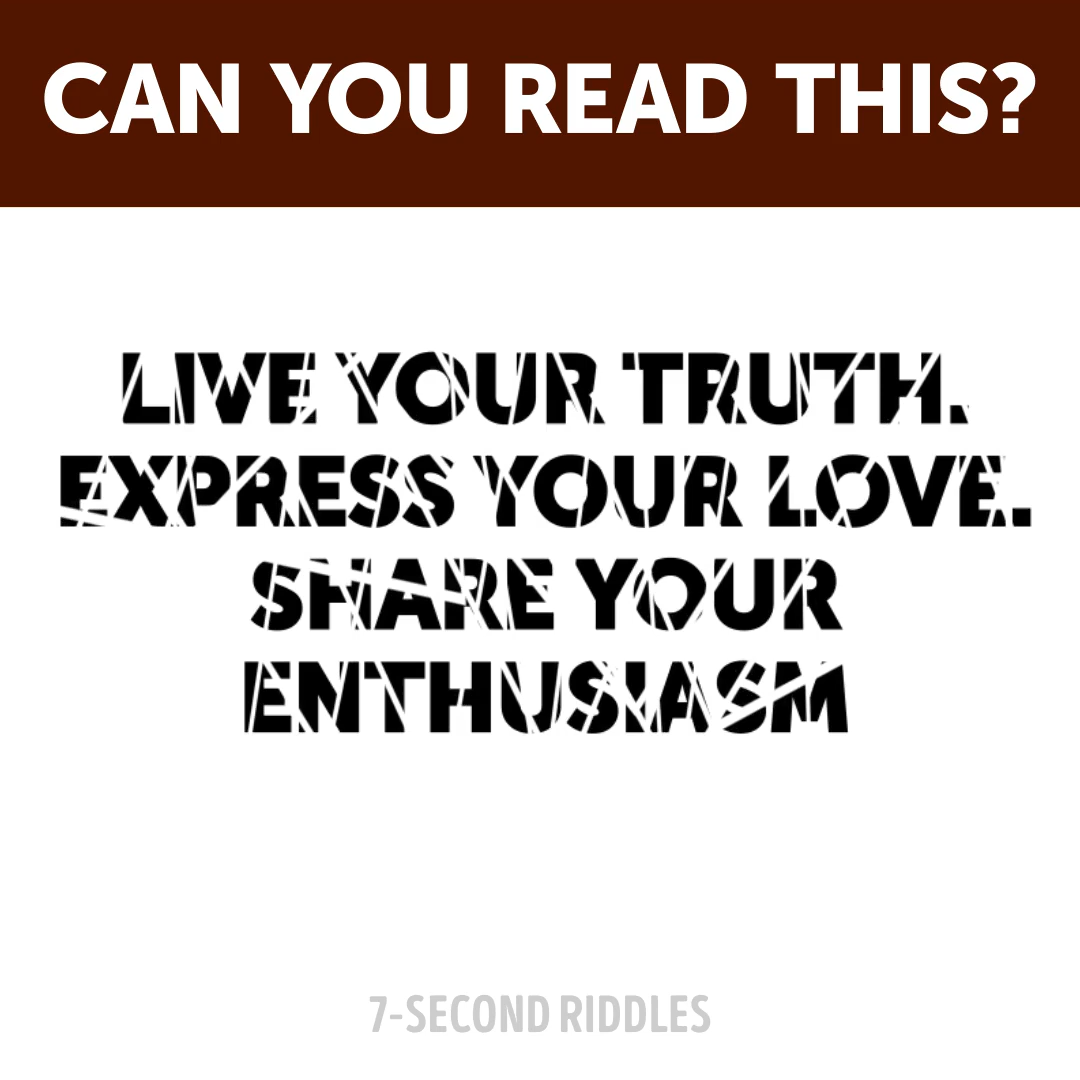 CAN YOU READ THIS?
LIVE YOUR TRUTH.
EXPRESS YOUR LOVE.
SHARE YOUR
ENTHUSIASM
7-SECOND RIDDLES